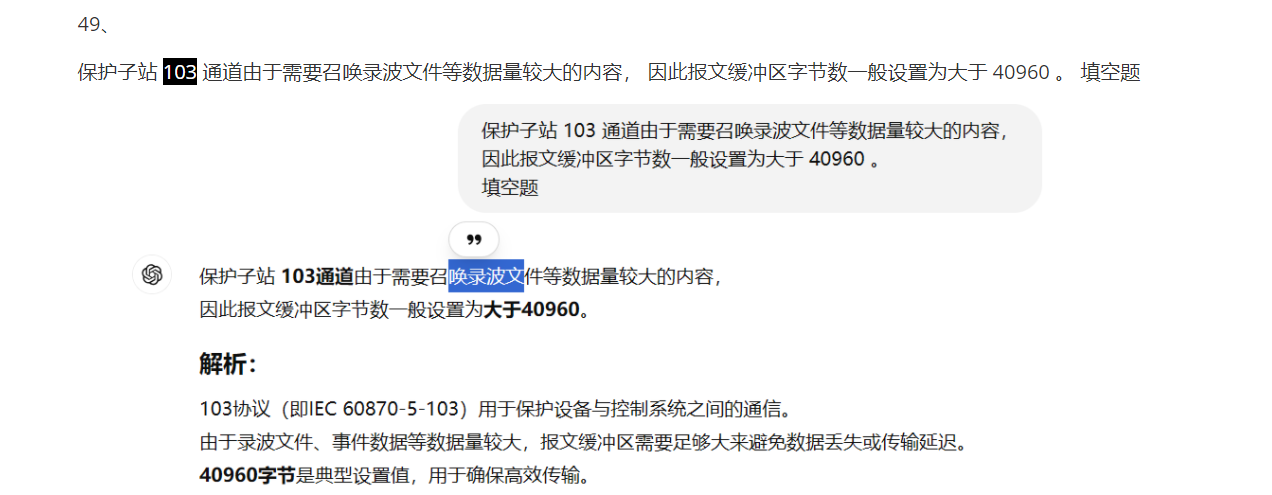 49、
保护子站 103 通道由于需要召唤录波文件等数据量较大的内容， 因此报文缓冲区字节数一般设置为大于 40960 。 填空题
保护子站 103 通道由于需要召唤录波文件等数据量较大的内容，
因此报文缓冲区字节数一般设置为大于 40960 。
填空题
保护子站 103通道由于需要召唤录波文件等数据量较大的内容，
因此报文缓冲区字节数一般设置为大于40960。
解析：
103协议（即IEC 60870-5-103）用于保护设备与控制系统之间的通信。
由于录波文件、事件数据等数据量较大，报文缓冲区需要足够大来避免数据丢失或传输延迟。
40960字节是典型设置值，用于确保高效传输。